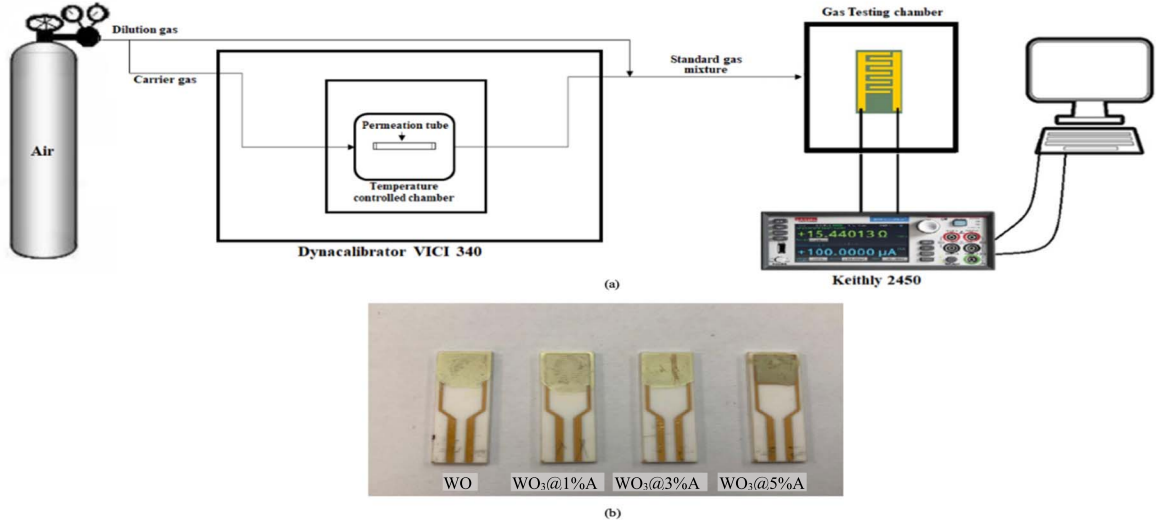 Gas Testing chamber
Dilution gas
Carrier gas
Standard gas
mixture
Air
Permeation tube
Temperature
controlled chamber
Dynacalibrator VICI 340
+15.44013 Ω
+100.0000 µA
Keithly 2450
(a)
WO WO₃@1%A WO₃@3%A WO₃@5%A
(b)